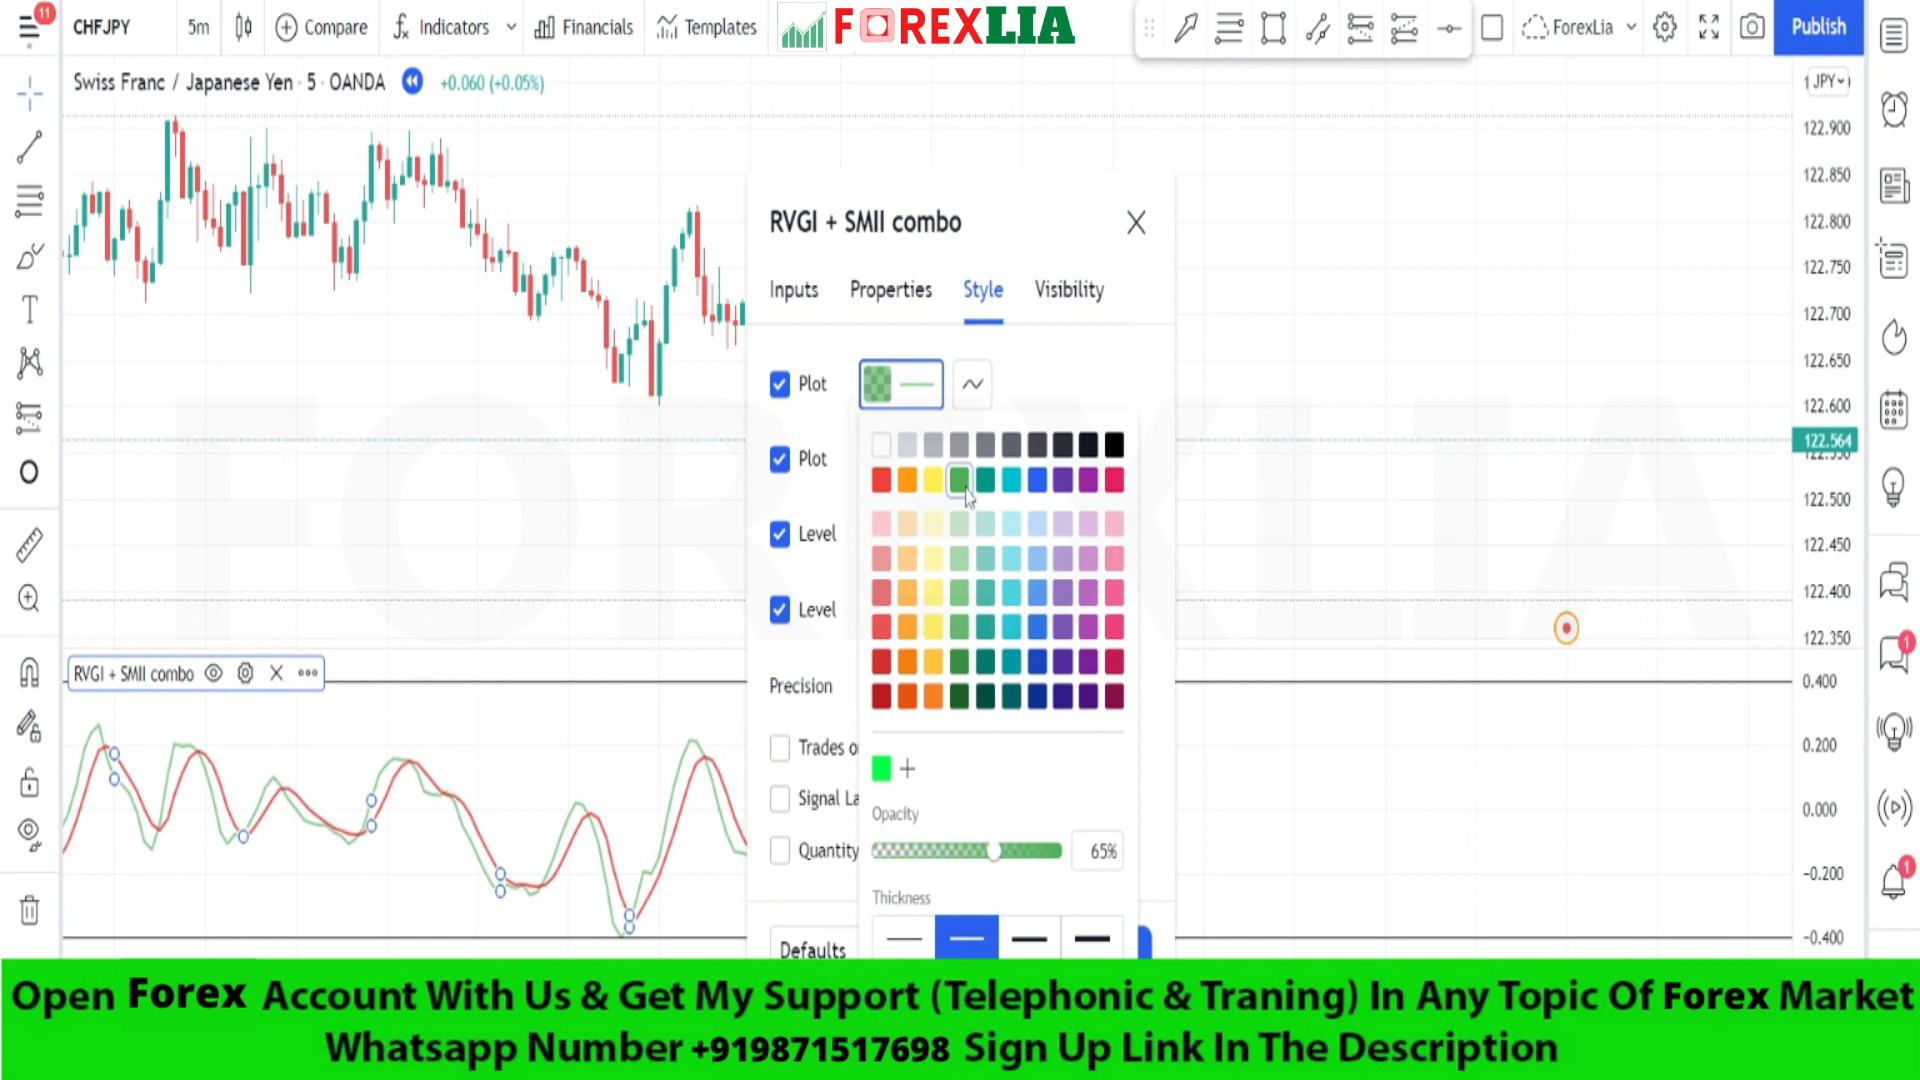 11
CHFJPY 5m Compare Indicators Financials Templates FOREXLIA ForexLia Publish
Swiss Franc / Japanese Yen · 5 · OANDA +0.060 (+0.05%)
JPY
122.900
122.850
122.800
122.750
122.700
122.650
122.600
122.564
122.500
122.450
122.400
122.350
RVGI + SMII combo
Inputs Properties Style Visibility
Plot
Plot
Level
Level
Precision
Trades o
Signal La
Quantity
Defaults
Opacity
65%
Thickness
FOREXLIA
RVGI + SMII combo
0.400
0.200
0.000
-0.200
-0.400
1
1
Open Forex Account With Us & Get My Support (Telephonic & Traning) In Any Topic Of Forex Market
Whatsapp Number +919871517698 Sign Up Link In The Description